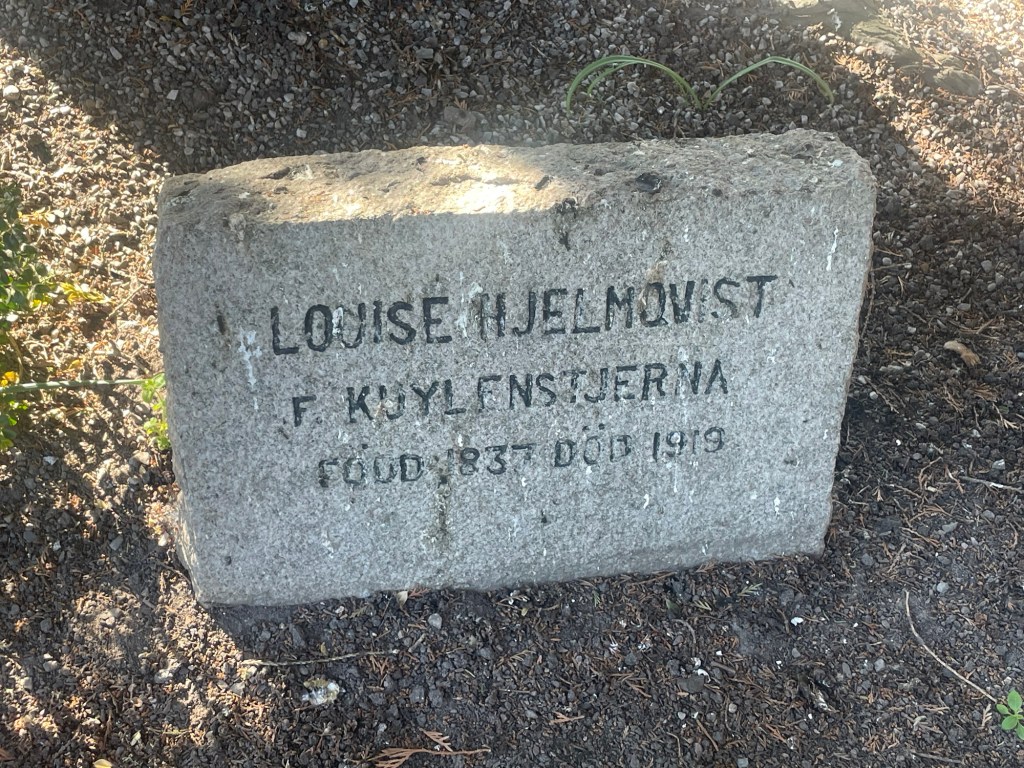 LOUISE HJELMQVIST
F. KUYLENSTJERNA
FÖDD 1837 DÖD 1919